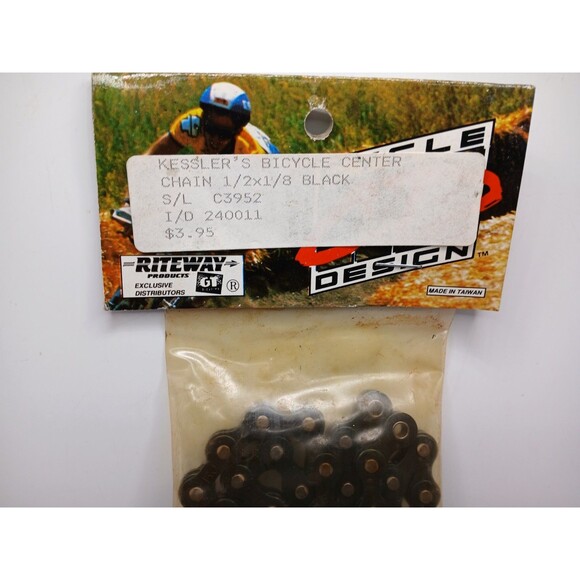 KESSLER'S BICYCLE CENTER
CHAIN 1/2x1/8 BLACK
S/L C3952
I/D 240011
$3.95
DESIGN™
RITEWAY
PRODUCTS
EXCLUSIVE
DISTRIBUTORS
GT
®
MADE IN TAIWAN